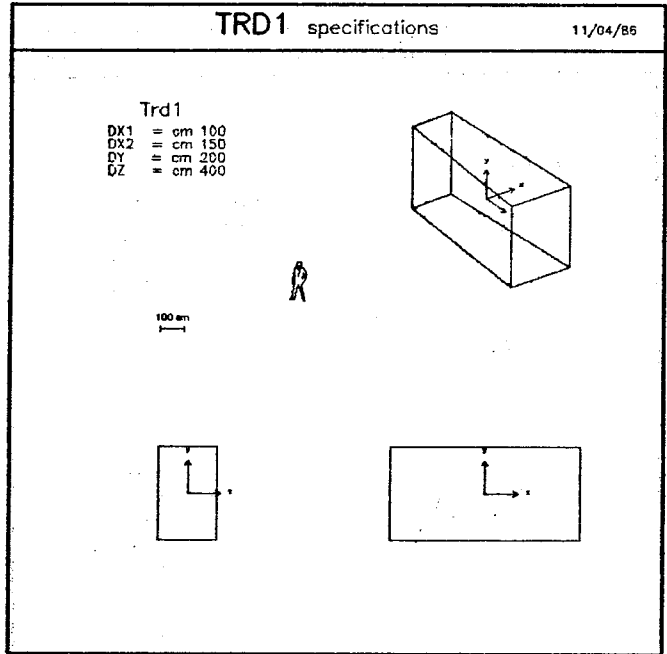 TRD1 specifications 11/04/86
Trd1
DX1 = cm 100
DX2 = cm 150
DY = cm 200
DZ = cm 400
y
x
100 cm
y
y
x